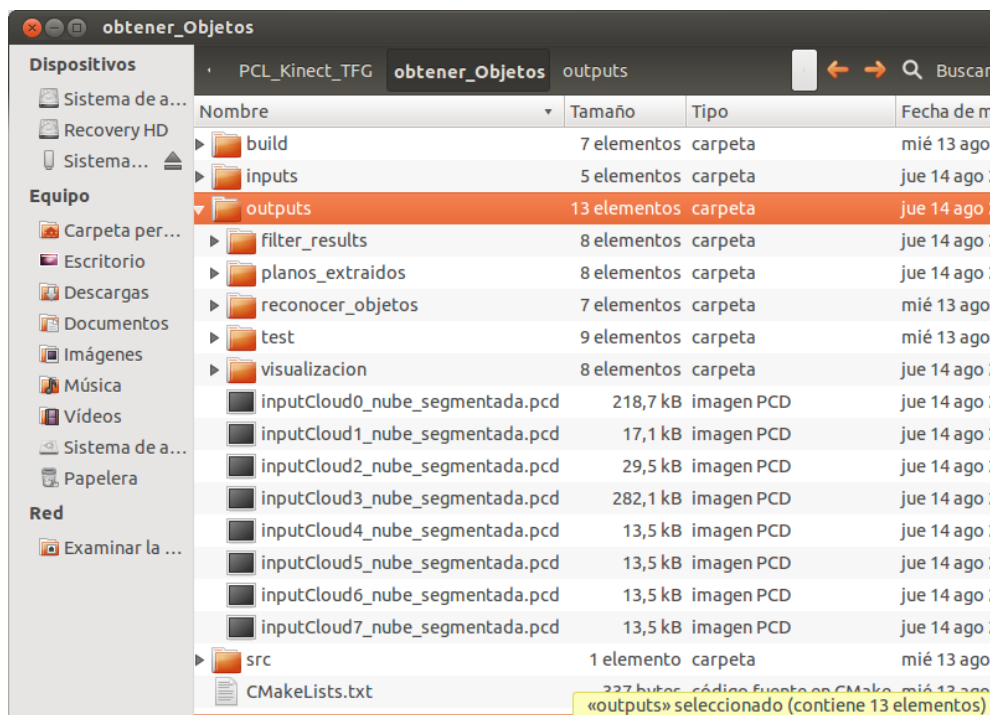 obtener_Objetos
Dispositivos
Sistema de a...
Recovery HD
Sistema...
Equipo
Carpeta per...
Escritorio
Descargas
Documentos
Imágenes
Música
Vídeos
Sistema de a...
Papelera
Red
Examinar la ...
PCL_Kinect_TFG obtener_Objetos outputs Buscar
Nombre Tamaño Tipo Fecha de m
build 7 elementos carpeta mié 13 ago
inputs 5 elementos carpeta jue 14 ago
outputs 13 elementos carpeta jue 14 ago
filter_results 8 elementos carpeta jue 14 ago
planos_extraidos 8 elementos carpeta jue 14 ago
reconocer_objetos 7 elementos carpeta mié 13 ago
test 9 elementos carpeta mié 13 ago
visualizacion 8 elementos carpeta jue 14 ago
inputCloud0_nube_segmentada.pcd 218,7 kB imagen PCD jue 14 ago
inputCloud1_nube_segmentada.pcd 17,1 kB imagen PCD jue 14 ago
inputCloud2_nube_segmentada.pcd 29,5 kB imagen PCD jue 14 ago
inputCloud3_nube_segmentada.pcd 282,1 kB imagen PCD jue 14 ago
inputCloud4_nube_segmentada.pcd 13,5 kB imagen PCD jue 14 ago
inputCloud5_nube_segmentada.pcd 13,5 kB imagen PCD jue 14 ago
inputCloud6_nube_segmentada.pcd 13,5 kB imagen PCD jue 14 ago
inputCloud7_nube_segmentada.pcd 13,5 kB imagen PCD jue 14 ago
src 1 elemento carpeta mié 13 ago
CMakeLists.txt 337 bytes código fuente en CMake mié 13 ago
«outputs» seleccionado (contiene 13 elementos)